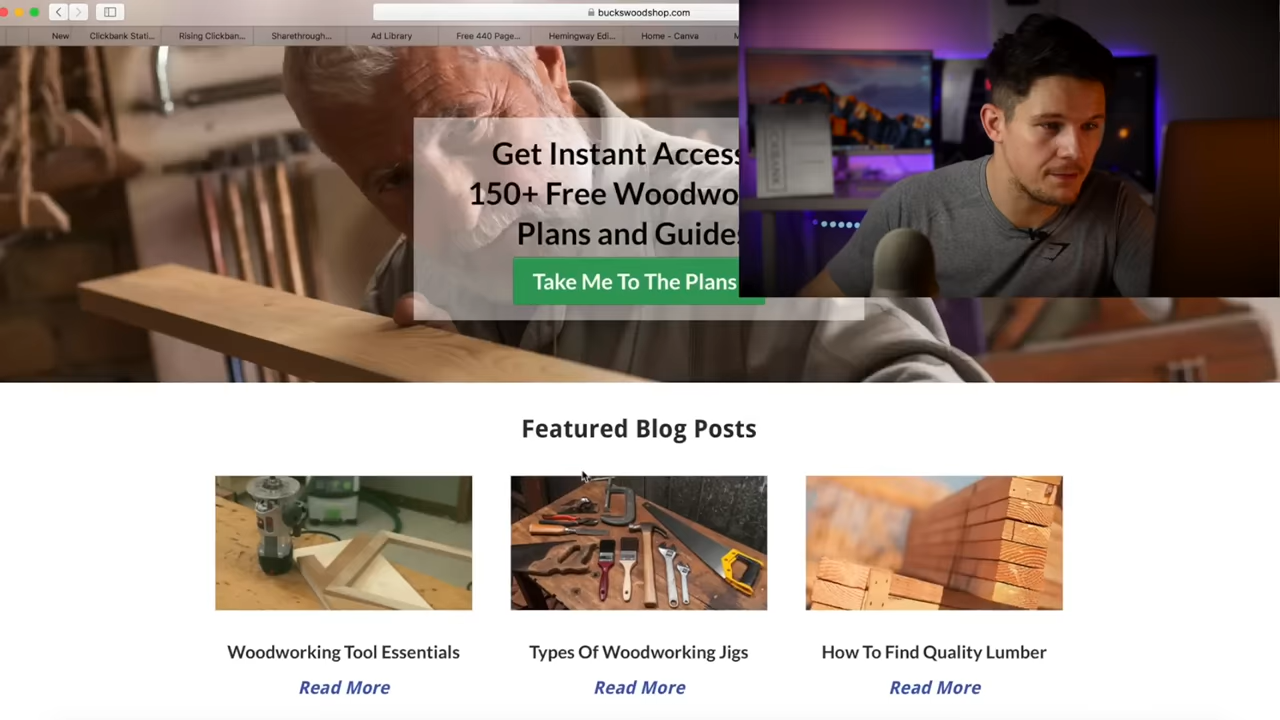 buckswoodshop.com
New
Clickbank Stati...
Rising Clickban...
Sharethrough...
Ad Library
Free 440 Page...
Hemingway Edi...
Home - Canva
Get Instant Access
150+ Free Woodwo
Plans and Guides
Take Me To The Plans
Featured Blog Posts
Woodworking Tool Essentials
Types Of Woodworking Jigs
How To Find Quality Lumber
Read More
Read More
Read More